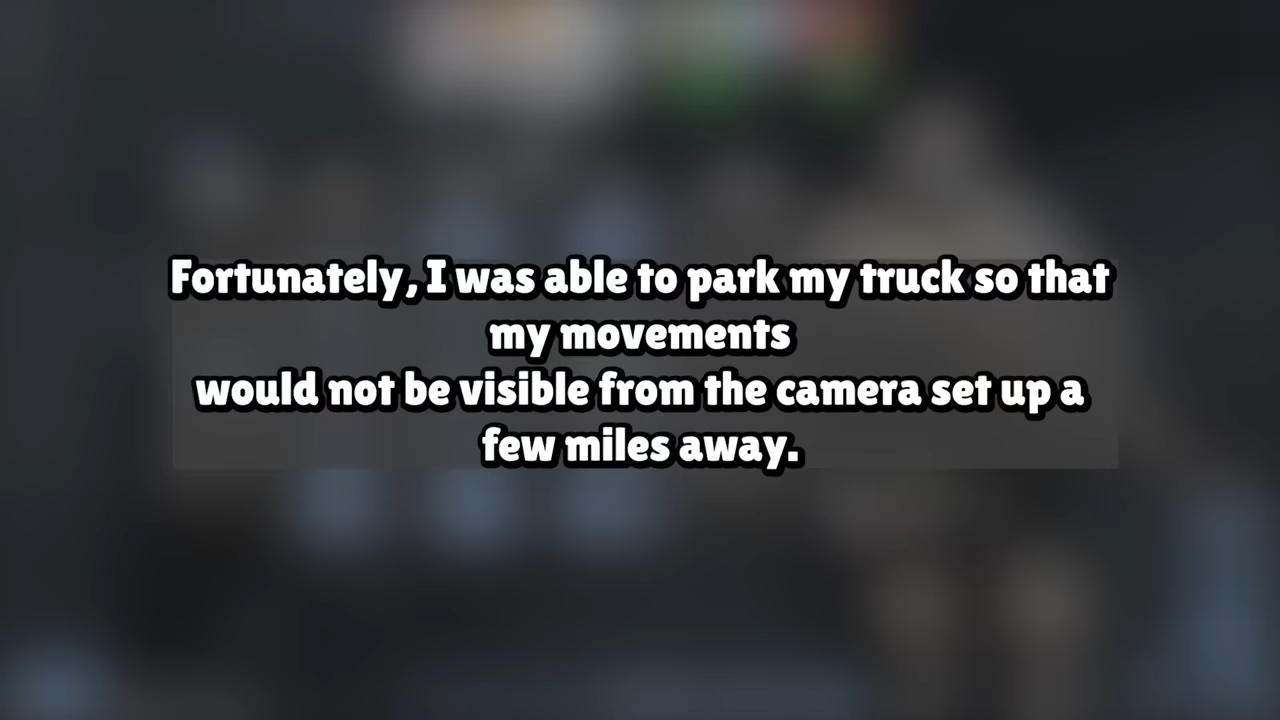 Fortunately, I was able to park my truck so that
my movements
would not be visible from the camera set up a
few miles away.